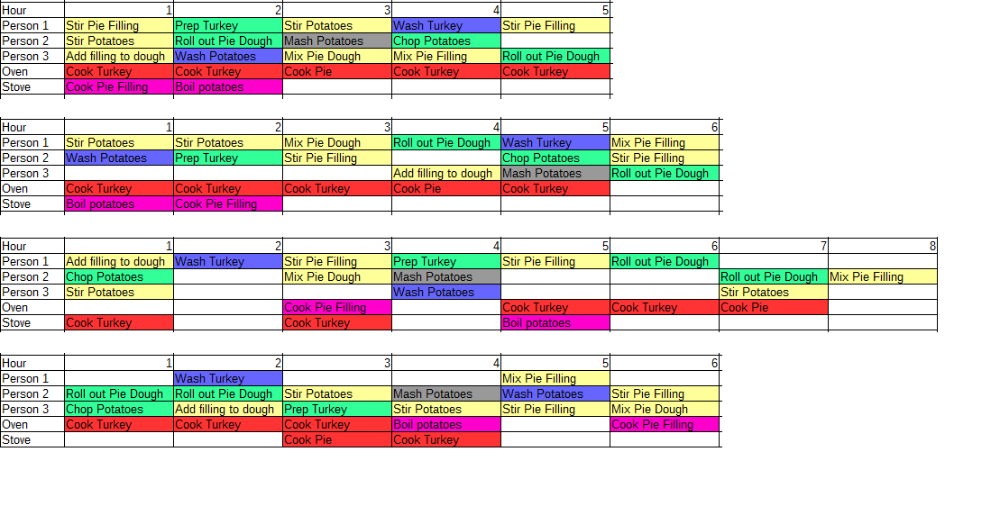 Hour 1 2 3 4 5
Person 1 Stir Pie Filling Prep Turkey Stir Potatoes Wash Turkey Stir Pie Filling
Person 2 Stir Potatoes Roll out Pie Dough Mash Potatoes Chop Potatoes
Person 3 Add filling to dough Wash Potatoes Mix Pie Dough Mix Pie Filling Roll out Pie Dough
Oven Cook Turkey Cook Turkey Cook Pie Cook Turkey Cook Turkey
Stove Cook Pie Filling Boil potatoes
Hour 1 2 3 4 5 6
Person 1 Stir Potatoes Stir Potatoes Mix Pie Dough Roll out Pie Dough Wash Turkey Mix Pie Filling
Person 2 Wash Potatoes Prep Turkey Stir Pie Filling Chop Potatoes Stir Pie Filling
Person 3 Add filling to dough Mash Potatoes Roll out Pie Dough
Oven Cook Turkey Cook Turkey Cook Turkey Cook Pie Cook Turkey
Stove Boil potatoes Cook Pie Filling
Hour 1 2 3 4 5 6 7 8
Person 1 Add filling to dough Wash Turkey Stir Pie Filling Prep Turkey Stir Pie Filling Roll out Pie Dough
Person 2 Chop Potatoes Mix Pie Dough Mash Potatoes Roll out Pie Dough Mix Pie Filling
Person 3 Stir Potatoes Wash Potatoes Stir Potatoes
Oven Cook Pie Filling Cook Turkey Cook Turkey Cook Pie
Stove Cook Turkey Cook Turkey Boil potatoes
Hour 1 2 3 4 5 6
Person 1 Wash Turkey Mix Pie Filling
Person 2 Roll out Pie Dough Roll out Pie Dough Stir Potatoes Mash Potatoes Wash Potatoes Stir Pie Filling
Person 3 Chop Potatoes Add filling to dough Prep Turkey Stir Potatoes Stir Pie Filling Mix Pie Dough
Oven Cook Turkey Cook Turkey Cook Turkey Boil potatoes Cook Pie Filling
Stove Cook Pie Cook Turkey